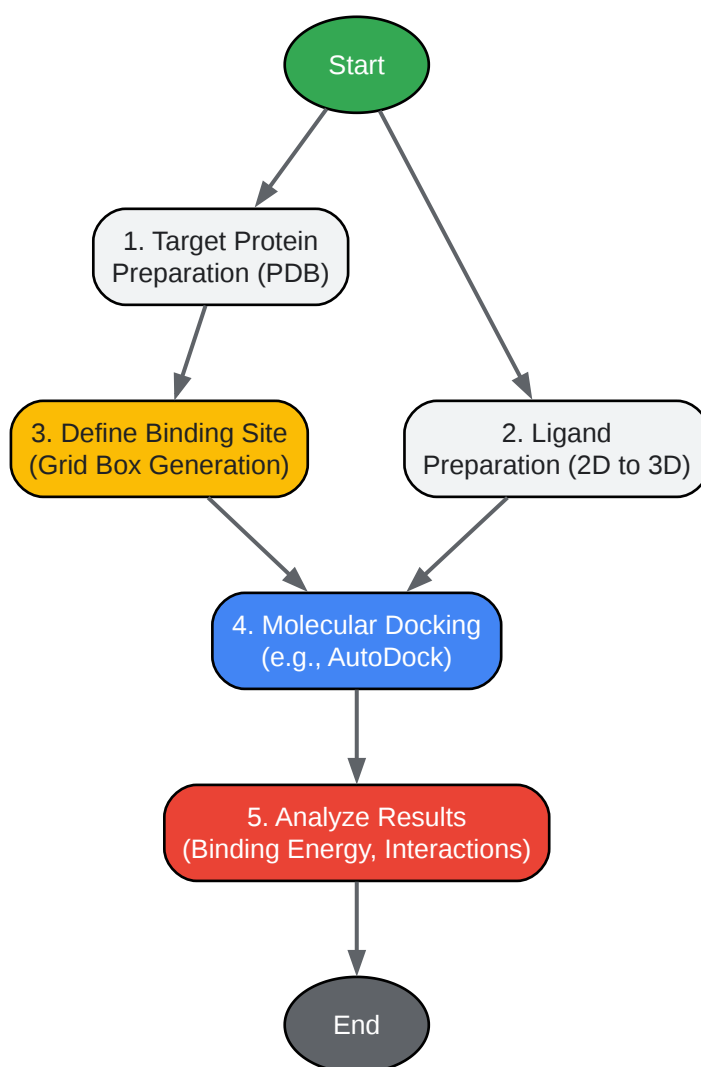 Start
1. Target Protein
Preparation (PDB)
3. Define Binding Site
(Grid Box Generation)
2. Ligand
Preparation (2D to 3D)
4. Molecular Docking
(e.g., AutoDock)
5. Analyze Results
(Binding Energy, Interactions)
End